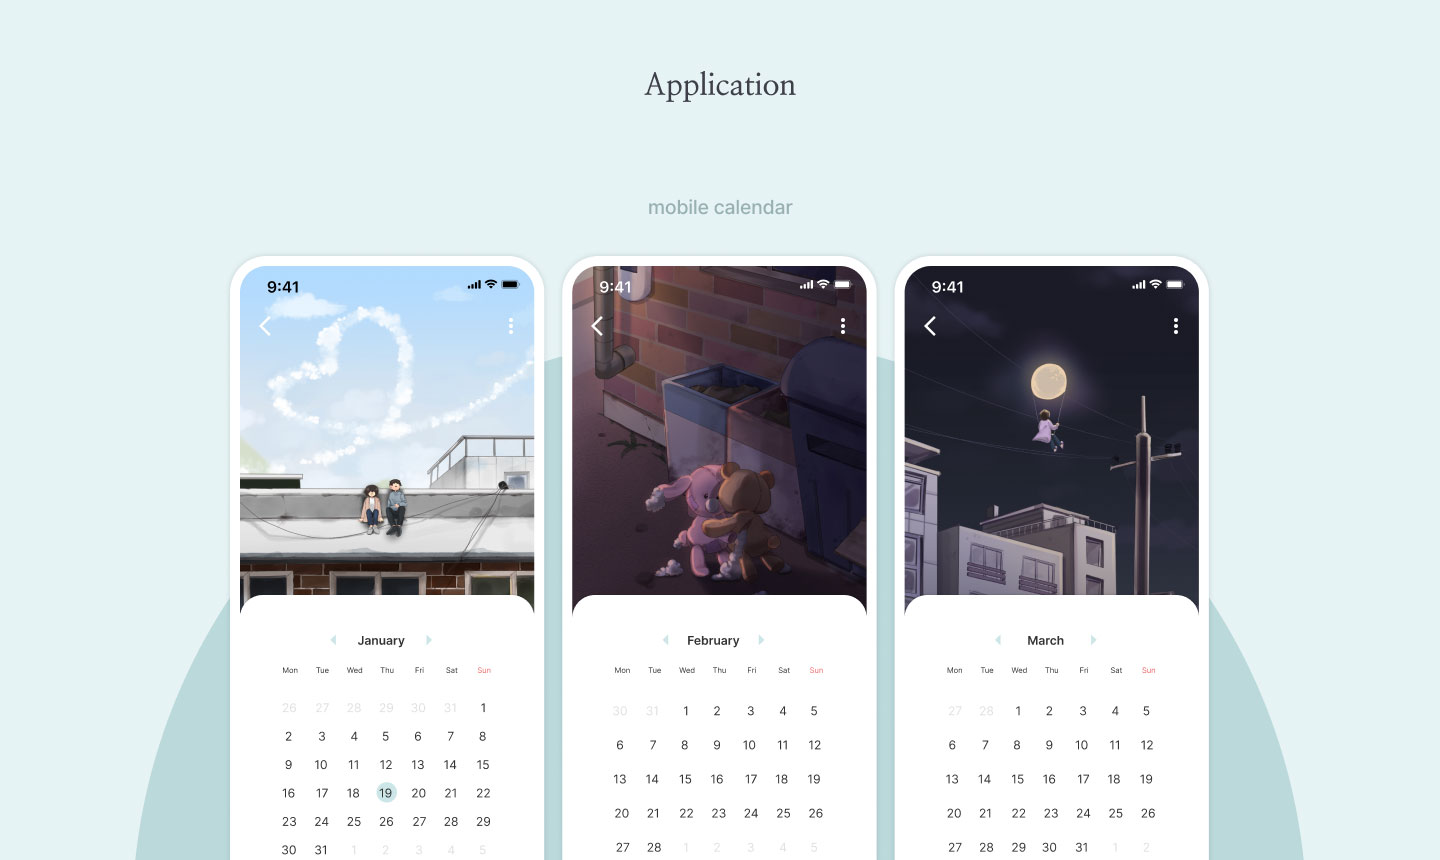 Application
mobile calendar
9:41
January
Mon Tue Wed Thu Fri Sat Sun
26 27 28 29 30 31 1
2 3 4 5 6 7 8
9 10 11 12 13 14 15
16 17 18 19 20 21 22
23 24 25 26 27 28 29
30 31 1 2 3 4 5
9:41
February
Mon Tue Wed Thu Fri Sat Sun
30 31 1 2 3 4 5
6 7 8 9 10 11 12
13 14 15 16 17 18 19
20 21 22 23 24 25 26
27 28 1 2 3 4 5
9:41
March
Mon Tue Wed Thu Fri Sat Sun
27 28 1 2 3 4 5
6 7 8 9 10 11 12
13 14 15 16 17 18 19
20 21 22 23 24 25 26
27 28 29 30 31 1 2